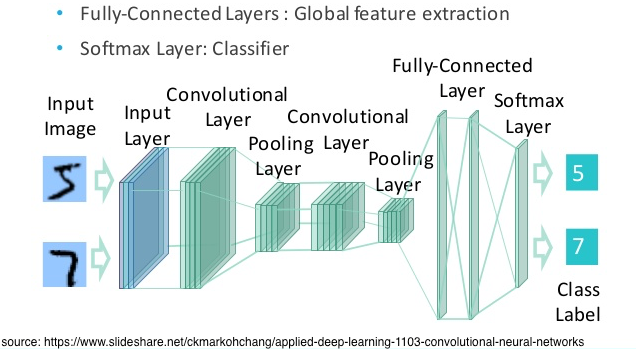 • Fully-Connected Layers : Global feature extraction
• Softmax Layer: Classifier
Input
Image
Input
Layer
Convolutional
Layer
Pooling
Layer
Convolutional
Layer
Pooling
Layer
Fully-Connected
Layer
Softmax
Layer
5
5
7
7
Class
Label
source: https://www.slideshare.net/ckmarkohchang/applied-deep-learning-1103-convolutional-neural-networks